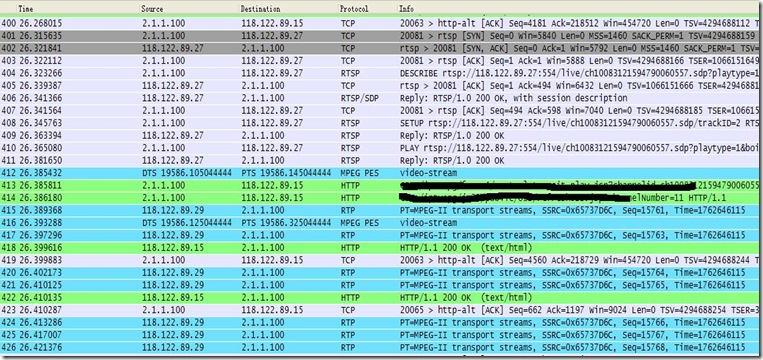 Time Source Destination Protocol Info
400 26.268015 2.1.1.100 118.122.89.15 TCP 20063 > http-alt [ACK] Seq=4181 Ack=218512 Win=454720 Len=0 TSV=4294688112 TSER=
401 26.315635 2.1.1.100 118.122.89.27 TCP 20081 > rtsp [SYN] Seq=0 Win=5840 Len=0 MSS=1460 SACK_PERM=1 TSV=4294688159
402 26.321841 118.122.89.27 2.1.1.100 TCP rtsp > 20081 [SYN, ACK] Seq=0 Ack=1 Win=5792 Len=0 MSS=1460 SACK_PERM=1 TSV=
403 26.322112 2.1.1.100 118.122.89.27 TCP 20081 > rtsp [ACK] Seq=1 Ack=1 Win=5888 Len=0 TSV=4294688166 TSER=1066151649
404 26.323266 2.1.1.100 118.122.89.27 RTSP DESCRIBE rtsp://118.122.89.27:554/live/ch10083121594790060557.sdp?playtype=1
405 26.339387 118.122.89.27 2.1.1.100 TCP rtsp > 20081 [ACK] Seq=1 Ack=494 Win=6432 Len=0 TSV=1066151666 TSER=4294688
406 26.341366 118.122.89.27 2.1.1.100 RTSP/SDP Reply: RTSP/1.0 200 OK, with session description
407 26.341564 2.1.1.100 118.122.89.27 TCP 20081 > rtsp [ACK] Seq=494 Ack=598 Win=7040 Len=0 TSV=4294688185 TSER=106615
408 26.345763 2.1.1.100 118.122.89.27 RTSP SETUP rtsp://118.122.89.27:554/live/ch10083121594790060557.sdp/trackID=2 RTS
409 26.363394 118.122.89.27 2.1.1.100 RTSP Reply: RTSP/1.0 200 OK
410 26.365080 2.1.1.100 118.122.89.27 RTSP PLAY rtsp://118.122.89.27:554/live/ch10083121594790060557.sdp?playtype=1&boi
411 26.381650 118.122.89.27 2.1.1.100 RTSP Reply: RTSP/1.0 200 OK
412 26.385432 DTS 19586.105044444 PTS 19586.145044444 MPEG PES video-stream
413 26.385811 2.1.1.100 118.122.89.15 HTTP
414 26.386180 2.1.1.100 118.122.89.15 HTTP nelNumber=11 HTTP/1.1
415 26.389368 118.122.89.29 2.1.1.100 RTP PT=MPEG-II transport streams, SSRC=0x65737D6C, Seq=15761, Time=1762646115
416 26.393288 DTS 19586.125044444 PTS 19586.325044444 MPEG PES video-stream
417 26.397296 118.122.89.29 2.1.1.100 RTP PT=MPEG-II transport streams, SSRC=0x65737D6C, Seq=15763, Time=1762646115
418 26.399616 118.122.89.15 2.1.1.100 HTTP HTTP/1.1 200 OK (text/html)
419 26.399883 2.1.1.100 118.122.89.15 TCP 20063 > http-alt [ACK] Seq=4560 Ack=218729 Win=454720 Len=0 TSV=4294688244 T
420 26.402173 118.122.89.29 2.1.1.100 RTP PT=MPEG-II transport streams, SSRC=0x65737D6C, Seq=15764, Time=1762646115
421 26.405125 118.122.89.29 2.1.1.100 RTP PT=MPEG-II transport streams, SSRC=0x65737D6C, Seq=15765, Time=1762646115
422 26.410135 118.122.89.15 2.1.1.100 HTTP HTTP/1.1 200 OK (text/html)
423 26.410287 2.1.1.100 118.122.89.15 TCP 20065 > http-alt [ACK] Seq=662 Ack=1197 Win=9024 Len=0 TSV=4294688254 TSER=3
424 26.413286 118.122.89.29 2.1.1.100 RTP PT=MPEG-II transport streams, SSRC=0x65737D6C, Seq=15766, Time=1762646115
425 26.417007 118.122.89.29 2.1.1.100 RTP PT=MPEG-II transport streams, SSRC=0x65737D6C, Seq=15767, Time=1762646115
426 26.421376 118.122.89.29 2.1.1.100 RTP PT=MPEG-II transport streams, SSRC=0x65737D6C, Seq=15768, Time=1762646115